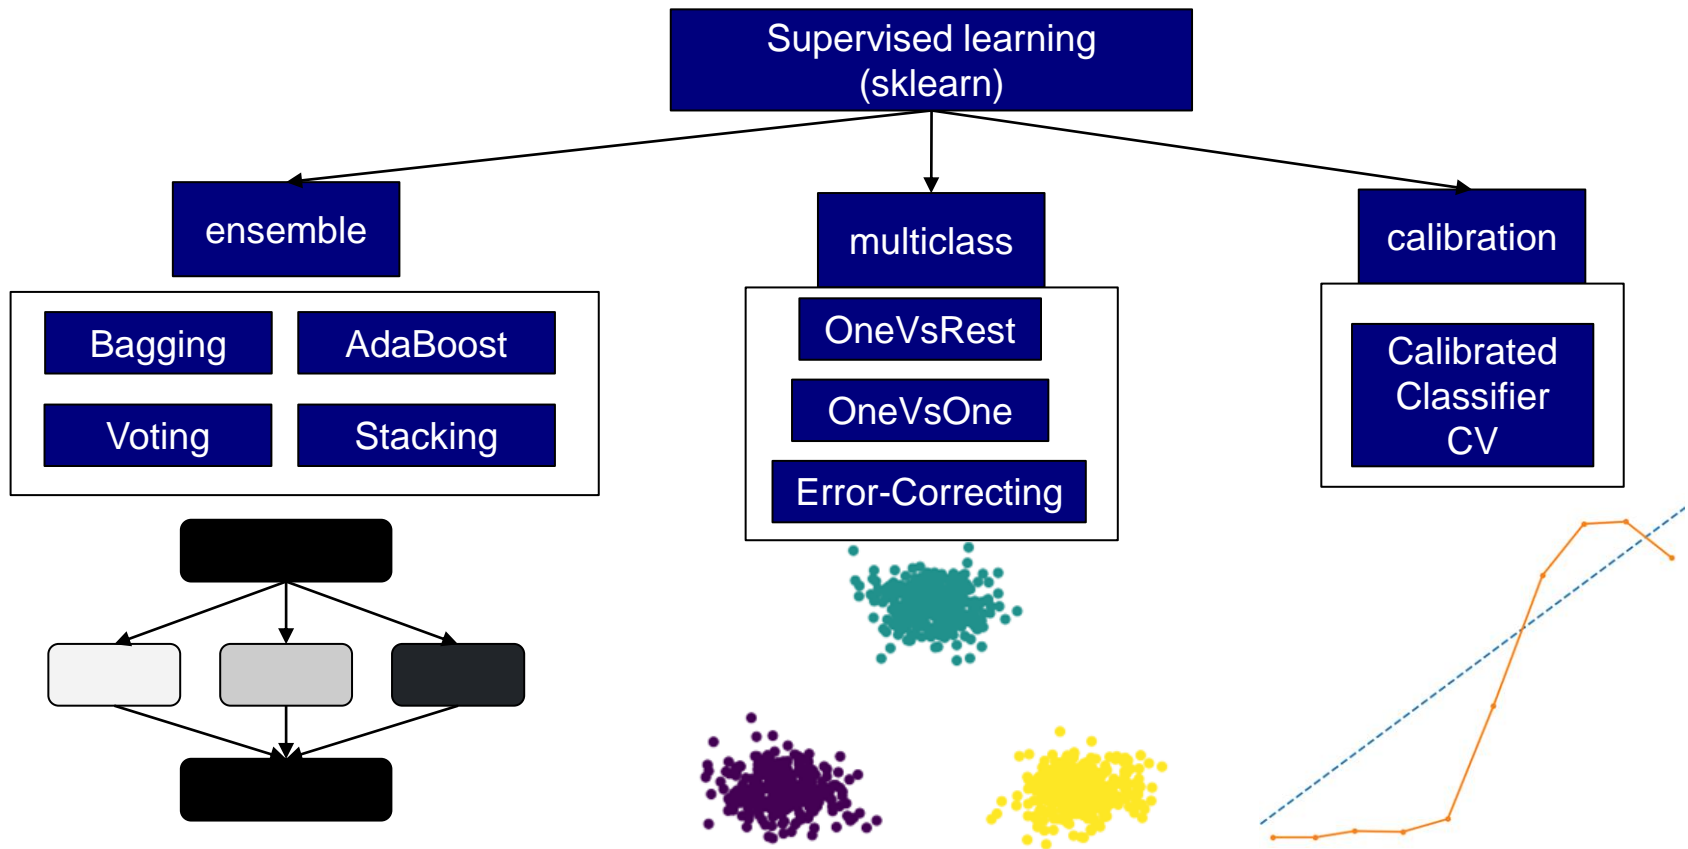 Supervised learning
(sklearn)
ensemble
Bagging
AdaBoost
Voting
Stacking
multiclass
OneVsRest
OneVsOne
Error-Correcting
calibration
Calibrated
Classifier
CV